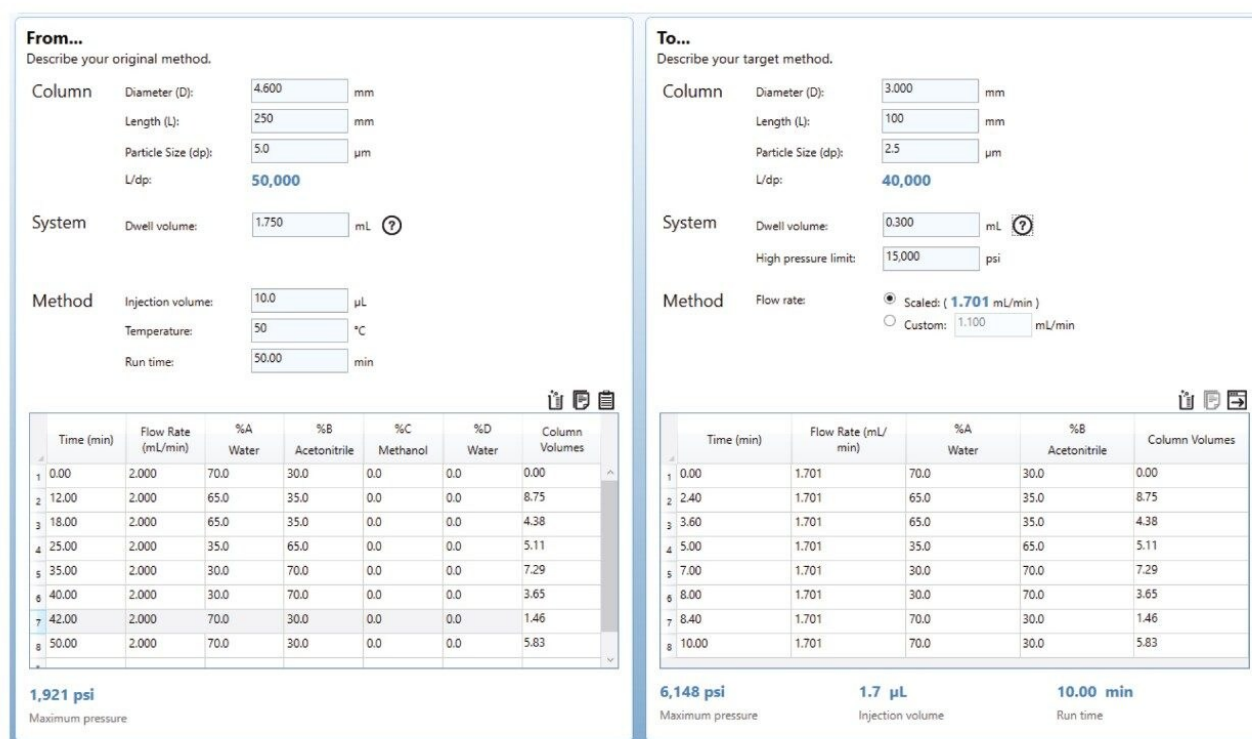 From...
Describe your original method.
Column
Diameter (D): 4.600 mm
Length (L): 250 mm
Particle Size (dp): 5.0 µm
L/dp: 50,000
System
Dwell volume: 1.750 mL ?
Method
Injection volume: 10.0 µL
Temperature: 50 °C
Run time: 50.00 min
Time (min) Flow Rate (mL/min) %A Water %B Acetonitrile %C Methanol %D Water Column Volumes
1 0.00 2.000 70.0 30.0 0.0 0.0 0.00
2 12.00 2.000 65.0 35.0 0.0 0.0 8.75
3 18.00 2.000 65.0 35.0 0.0 0.0 4.38
4 25.00 2.000 35.0 65.0 0.0 0.0 5.11
5 35.00 2.000 30.0 70.0 0.0 0.0 7.29
6 40.00 2.000 30.0 70.0 0.0 0.0 3.65
7 42.00 2.000 70.0 30.0 0.0 0.0 1.46
8 50.00 2.000 70.0 30.0 0.0 0.0 5.83
1,921 psi
Maximum pressure
To...
Describe your target method.
Column
Diameter (D): 3.000 mm
Length (L): 100 mm
Particle Size (dp): 2.5 µm
L/dp: 40,000
System
Dwell volume: 0.300 mL ?
High pressure limit: 15,000 psi
Method
Flow rate: Scaled: ( 1.701 mL/min )
Custom: 1.100 mL/min
Time (min) Flow Rate (mL/min) %A Water %B Acetonitrile Column Volumes
1 0.00 1.701 70.0 30.0 0.00
2 2.40 1.701 65.0 35.0 8.75
3 3.60 1.701 65.0 35.0 4.38
4 5.00 1.701 35.0 65.0 5.11
5 7.00 1.701 30.0 70.0 7.29
6 8.00 1.701 30.0 70.0 3.65
7 8.40 1.701 70.0 30.0 1.46
8 10.00 1.701 70.0 30.0 5.83
6,148 psi 1.7 µL 10.00 min
Maximum pressure Injection volume Run time